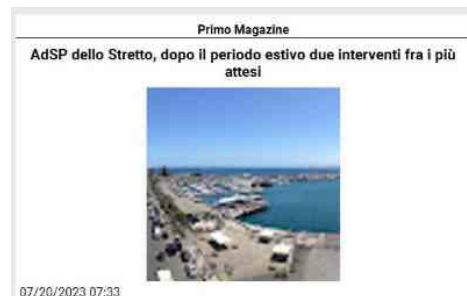 Primo Magazine
AdSP dello Stretto, dopo il periodo estivo due interventi fra i più
attesi
07/20/2023 07:33